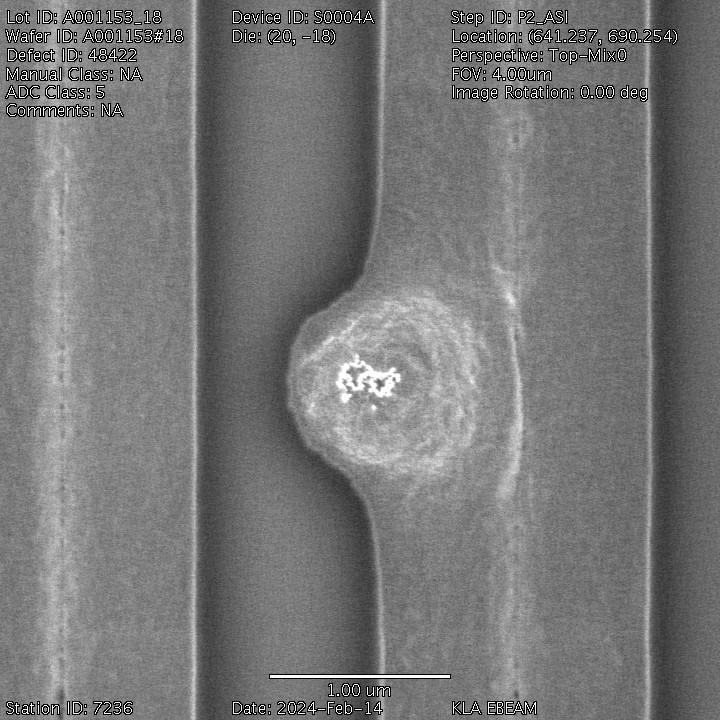 Lot ID: A001153_18
Wafer ID: A001153#18
Defect ID: 48422
Manual Class: NA
ADC Class: 5
Comments: NA
Device ID: S0004A
Die: (20, -18)
Step ID: P2_ASI
Location: (641.237, 690.254)
Perspective: Top-Mix0
FOV: 4.00um
Image Rotation: 0.00 deg
1.00 um
Station ID: 7236
Date: 2024-Feb-14
KLA EBEAM